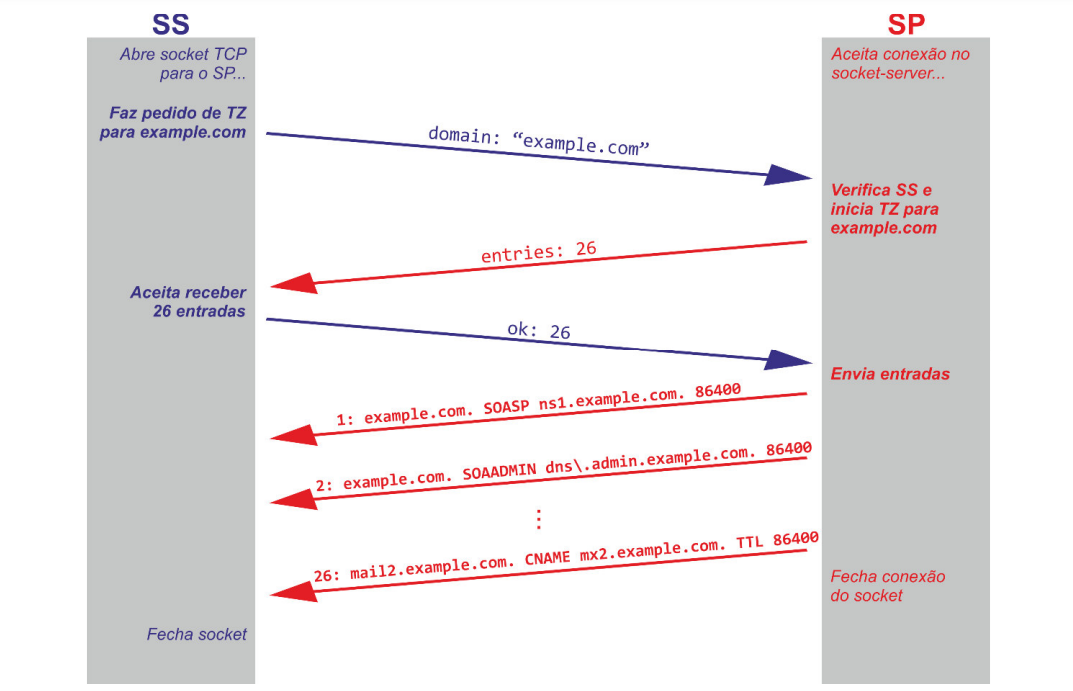 SS
SP
Abre socket TCP
para o SP...
Aceita conexão no
socket-server...
Faz pedido de TZ
para example.com
domain: “example.com”
Verifica SS e
inicia TZ para
example.com
entries: 26
Aceita receber
26 entradas
ok: 26
Envia entradas
1: example.com. SOASP ns1.example.com. 86400
2: example.com. SOAADMIN dns\.admin.example.com. 86400
⋮
26: mail2.example.com. CNAME mx2.example.com. TTL 86400
Fecha conexão
do socket
Fecha socket